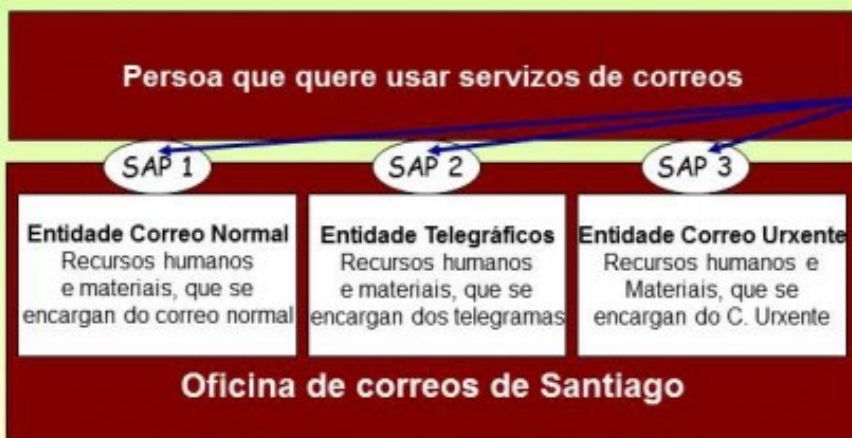 Persoa que quere usar servizos de correos
SAP 1
SAP 2
SAP 3
Entidade Correo Normal
Recursos humanos
e materiais, que se
encargan do correo normal
Entidade Telegráficos
Recursos humanos
e materiais, que se
encargan dos telegramas
Entidade Correo Urxente
Recursos humanos e
Materiais, que se
encargan do C. Urxente
Oficina de correos de Santiago